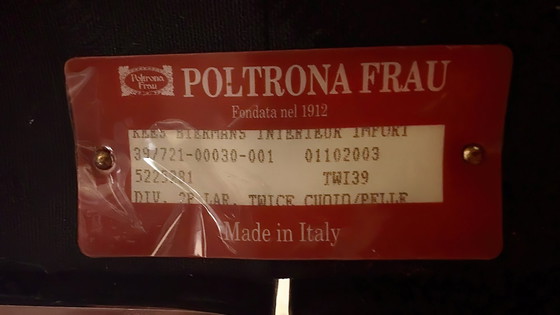 Poltrona
Frau
POLTRONA FRAU
Fondata nel 1912
KEES BIERMANS INTERIEUR IMPORT
39/721-00030-001 01102003
TWI39
DIV. 2P LAR. TWICE CUOIO/PELLE
Made in Italy